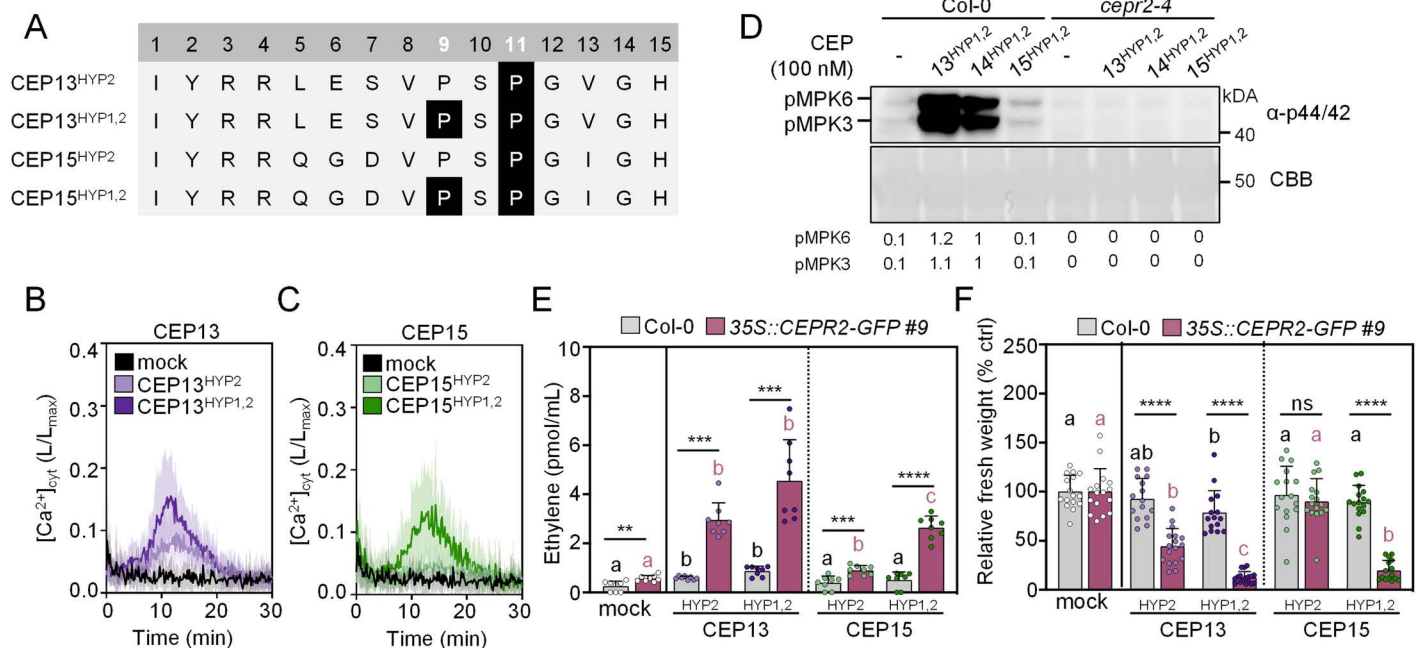 A
1 2 3 4 5 6 7 8 9 10 11 12 13 14 15
CEP13HYP2 I Y R R L E S V P S P G V G H
CEP13HYP1,2 I Y R R L E S V P S P G V G H
CEP15HYP2 I Y R R Q G D V P S P G I G H
CEP15HYP1,2 I Y R R Q G D V P S P G I G H
D
Col-0 cepr2-4
CEP
(100 nM)
- 13HYP1,2 14HYP1,2 15HYP1,2 - 13HYP1,2 14HYP1,2 15HYP1,2
pMPK6
pMPK3
kDA
40
α-p44/42
50
CBB
pMPK6 0.1 1.2 1 0.1 0 0 0 0
pMPK3 0.1 1.1 1 0.1 0 0 0 0
B
CEP13
mock
CEP13HYP2
CEP13HYP1,2
[Ca2+]cyt (L/Lmax)
0.4
0.3
0.2
0.1
0.0
0 10 20 30
Time (min)
C
CEP15
mock
CEP15HYP2
CEP15HYP1,2
[Ca2+]cyt (L/Lmax)
0.4
0.3
0.2
0.1
0.0
0 10 20 30
Time (min)
E
Col-0 35S::CEPR2-GFP #9
Ethylene (pmol/mL)
10
8
6
4
2
0
** *** *** *** ****
a a b b b b a b a c
mock HYP2 HYP1,2 HYP2 HYP1,2
CEP13 CEP15
F
Col-0 35S::CEPR2-GFP #9
Relative fresh weight (% ctrl)
250
200
150
100
50
0
**** **** ns ****
a a ab b b c a a a b
mock HYP2 HYP1,2 HYP2 HYP1,2
CEP13 CEP15